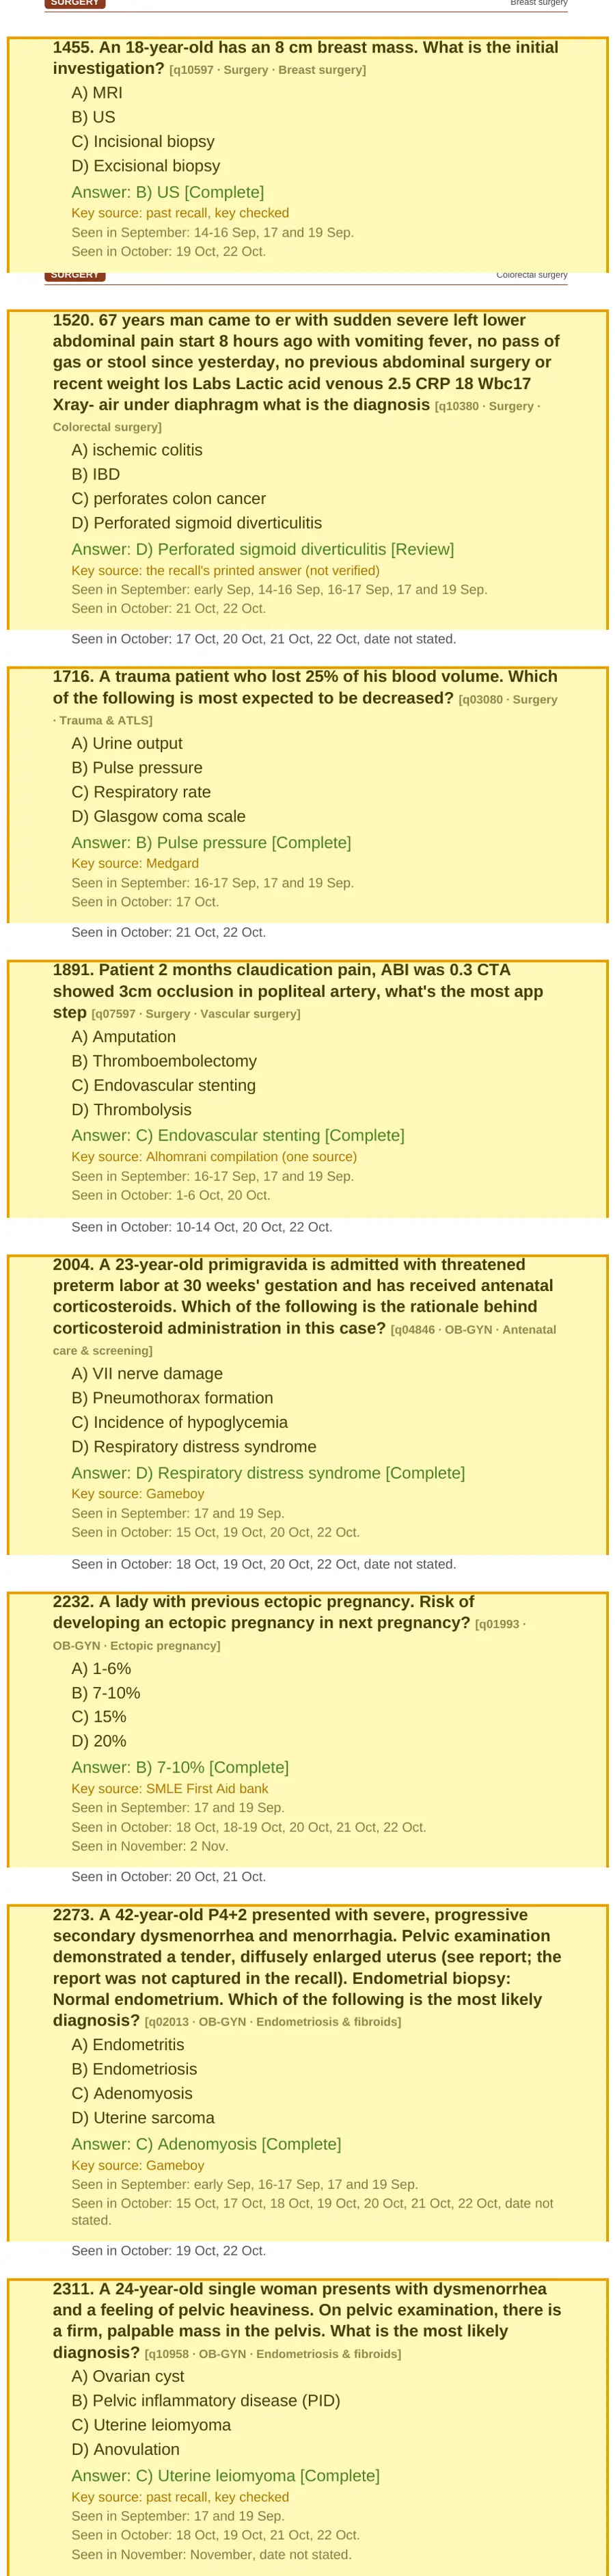 SURGERY
Breast surgery
1455. An 18-year-old has an 8 cm breast mass. What is the initial
investigation? [q10597 · Surgery · Breast surgery]
A) MRI
B) US
C) Incisional biopsy
D) Excisional biopsy
Answer: B) US [Complete]
Key source: past recall, key checked
Seen in September: 14-16 Sep, 17 and 19 Sep.
Seen in October: 19 Oct, 22 Oct.
SURGERY
Colorectal surgery
1520. 67 years man came to er with sudden severe left lower
abdominal pain start 8 hours ago with vomiting fever, no pass of
gas or stool since yesterday, no previous abdominal surgery or
recent weight los Labs Lactic acid venous 2.5 CRP 18 Wbc17
Xray- air under diaphragm what is the diagnosis [q10380 · Surgery ·
Colorectal surgery]
A) ischemic colitis
B) IBD
C) perforates colon cancer
D) Perforated sigmoid diverticulitis
Answer: D) Perforated sigmoid diverticulitis [Review]
Key source: the recall's printed answer (not verified)
Seen in September: early Sep, 14-16 Sep, 16-17 Sep, 17 and 19 Sep.
Seen in October: 21 Oct, 22 Oct.
Seen in October: 17 Oct, 20 Oct, 21 Oct, 22 Oct, date not stated.
1716. A trauma patient who lost 25% of his blood volume. Which
of the following is most expected to be decreased? [q03080 · Surgery
· Trauma & ATLS]
A) Urine output
B) Pulse pressure
C) Respiratory rate
D) Glasgow coma scale
Answer: B) Pulse pressure [Complete]
Key source: Medgard
Seen in September: 16-17 Sep, 17 and 19 Sep.
Seen in October: 17 Oct.
Seen in October: 21 Oct, 22 Oct.
1891. Patient 2 months claudication pain, ABI was 0.3 CTA
showed 3cm occlusion in popliteal artery, what's the most app
step [q07597 · Surgery · Vascular surgery]
A) Amputation
B) Thromboembolectomy
C) Endovascular stenting
D) Thrombolysis
Answer: C) Endovascular stenting [Complete]
Key source: Alhomrani compilation (one source)
Seen in September: 16-17 Sep, 17 and 19 Sep.
Seen in October: 1-6 Oct, 20 Oct.
Seen in October: 10-14 Oct, 20 Oct, 22 Oct.
2004. A 23-year-old primigravida is admitted with threatened
preterm labor at 30 weeks' gestation and has received antenatal
corticosteroids. Which of the following is the rationale behind
corticosteroid administration in this case? [q04846 · OB-GYN · Antenatal
care & screening]
A) VII nerve damage
B) Pneumothorax formation
C) Incidence of hypoglycemia
D) Respiratory distress syndrome
Answer: D) Respiratory distress syndrome [Complete]
Key source: Gameboy
Seen in September: 17 and 19 Sep.
Seen in October: 15 Oct, 19 Oct, 20 Oct, 22 Oct.
Seen in October: 18 Oct, 19 Oct, 20 Oct, 22 Oct, date not stated.
2232. A lady with previous ectopic pregnancy. Risk of
developing an ectopic pregnancy in next pregnancy? [q01993 ·
OB-GYN · Ectopic pregnancy]
A) 1-6%
B) 7-10%
C) 15%
D) 20%
Answer: B) 7-10% [Complete]
Key source: SMLE First Aid bank
Seen in September: 17 and 19 Sep.
Seen in October: 18 Oct, 18-19 Oct, 20 Oct, 21 Oct, 22 Oct.
Seen in November: 2 Nov.
Seen in October: 20 Oct, 21 Oct.
2273. A 42-year-old P4+2 presented with severe, progressive
secondary dysmenorrhea and menorrhagia. Pelvic examination
demonstrated a tender, diffusely enlarged uterus (see report; the
report was not captured in the recall). Endometrial biopsy:
Normal endometrium. Which of the following is the most likely
diagnosis? [q02013 · OB-GYN · Endometriosis & fibroids]
A) Endometritis
B) Endometriosis
C) Adenomyosis
D) Uterine sarcoma
Answer: C) Adenomyosis [Complete]
Key source: Gameboy
Seen in September: early Sep, 16-17 Sep, 17 and 19 Sep.
Seen in October: 15 Oct, 17 Oct, 18 Oct, 19 Oct, 20 Oct, 21 Oct, 22 Oct, date not
stated.
Seen in October: 19 Oct, 22 Oct.
2311. A 24-year-old single woman presents with dysmenorrhea
and a feeling of pelvic heaviness. On pelvic examination, there is
a firm, palpable mass in the pelvis. What is the most likely
diagnosis? [q10958 · OB-GYN · Endometriosis & fibroids]
A) Ovarian cyst
B) Pelvic inflammatory disease (PID)
C) Uterine leiomyoma
D) Anovulation
Answer: C) Uterine leiomyoma [Complete]
Key source: past recall, key checked
Seen in September: 17 and 19 Sep.
Seen in October: 18 Oct, 19 Oct, 21 Oct, 22 Oct.
Seen in November: November, date not stated.